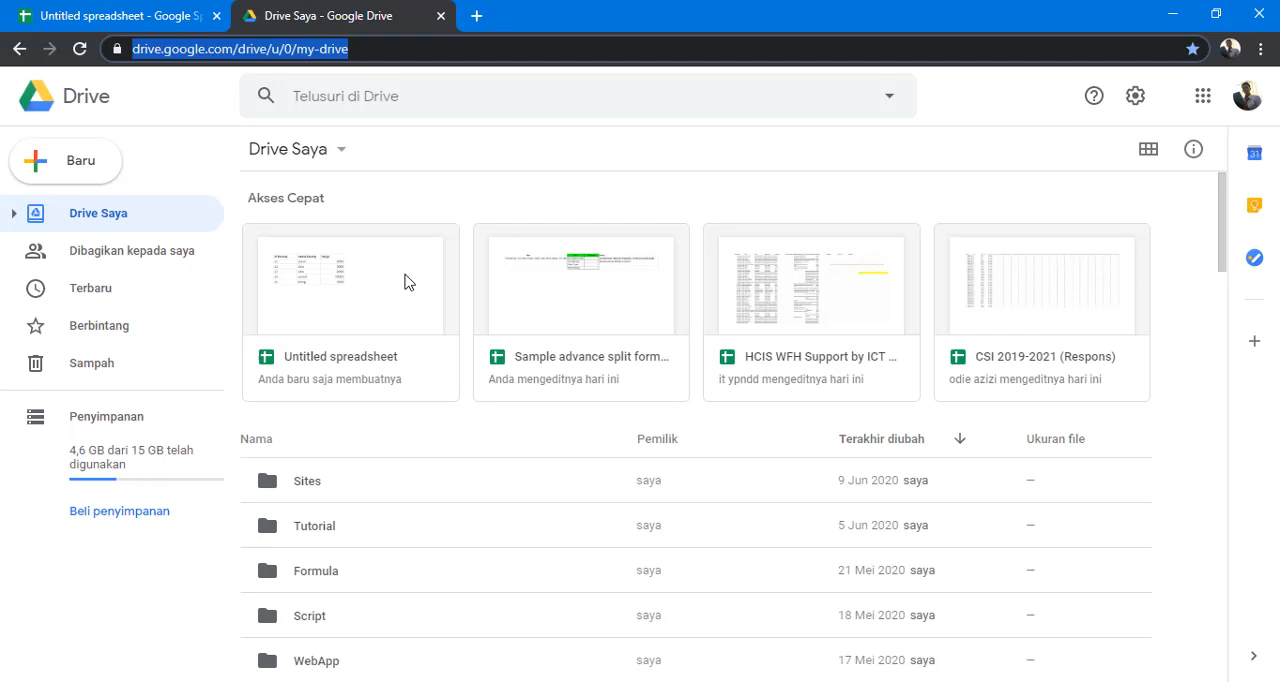 Untitled spreadsheet - Google Sp
Drive Saya - Google Drive
drive.google.com/drive/u/0/my-drive
Drive
Telusuri di Drive
Baru
Drive Saya
31
Drive Saya
Dibagikan kepada saya
Terbaru
Berbintang
Sampah
Penyimpanan
4,6 GB dari 15 GB telah
digunakan
Beli penyimpanan
Akses Cepat
Untitled spreadsheet
Anda baru saja membuatnya
Sample advance split form...
Anda mengeditnya hari ini
HCIS WFH Support by ICT ...
it ypndd mengeditnya hari ini
CSI 2019-2021 (Respons)
odie azizi mengeditnya hari ini
Nama Pemilik Terakhir diubah Ukuran file
Sites saya 9 Jun 2020 saya —
Tutorial saya 5 Jun 2020 saya —
Formula saya 21 Mei 2020 saya —
Script saya 18 Mei 2020 saya —
WebApp saya 17 Mei 2020 saya —